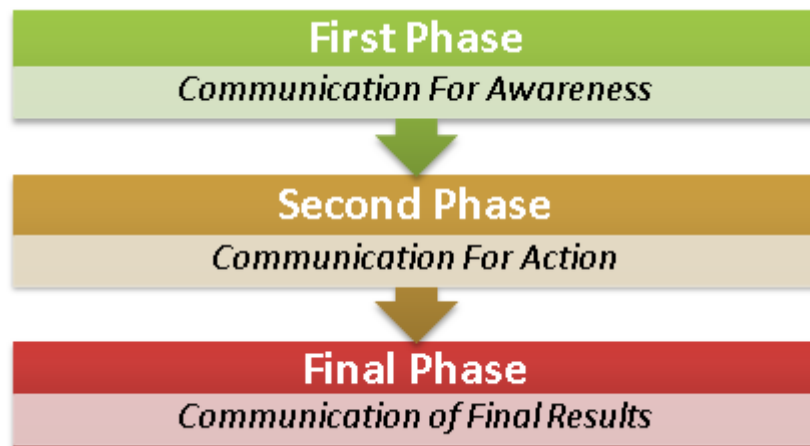 First Phase
Communication For Awareness
Second Phase
Communication For Action
Final Phase
Communication of Final Results